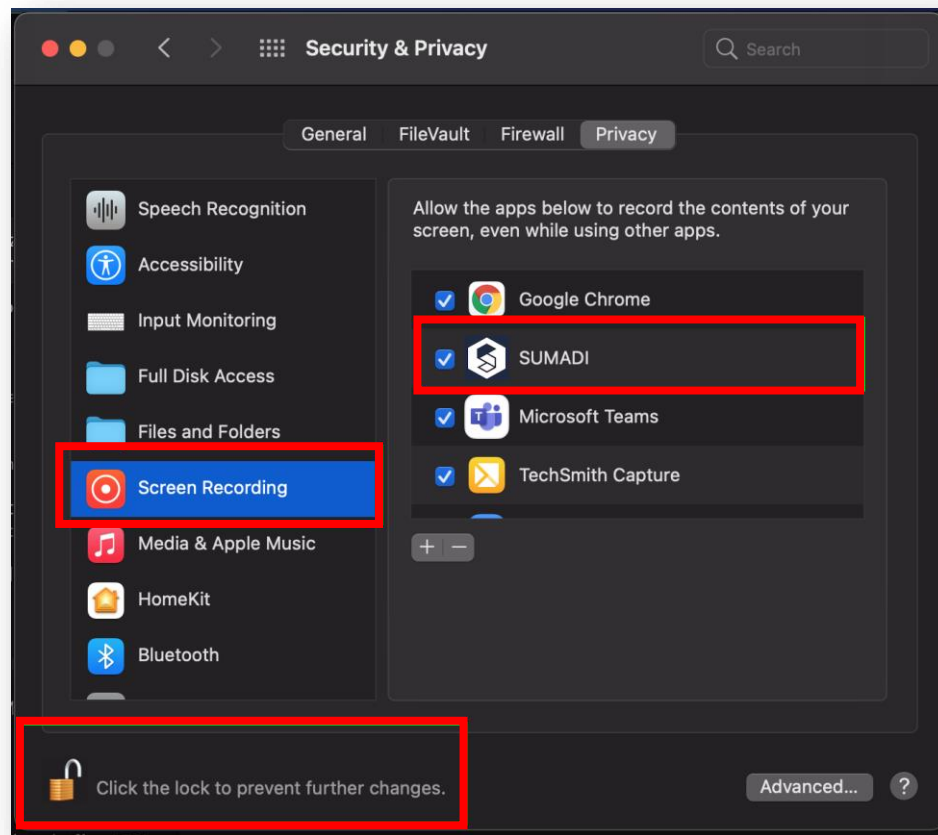 Security & Privacy
Search
General
FileVault
Firewall
Privacy
Speech Recognition
Accessibility
Input Monitoring
Full Disk Access
Files and Folders
Screen Recording
Media & Apple Music
HomeKit
Bluetooth
Allow the apps below to record the contents of your
screen, even while using other apps.
Google Chrome
SUMADI
Microsoft Teams
TechSmith Capture
+ −
Click the lock to prevent further changes.
Advanced...
?